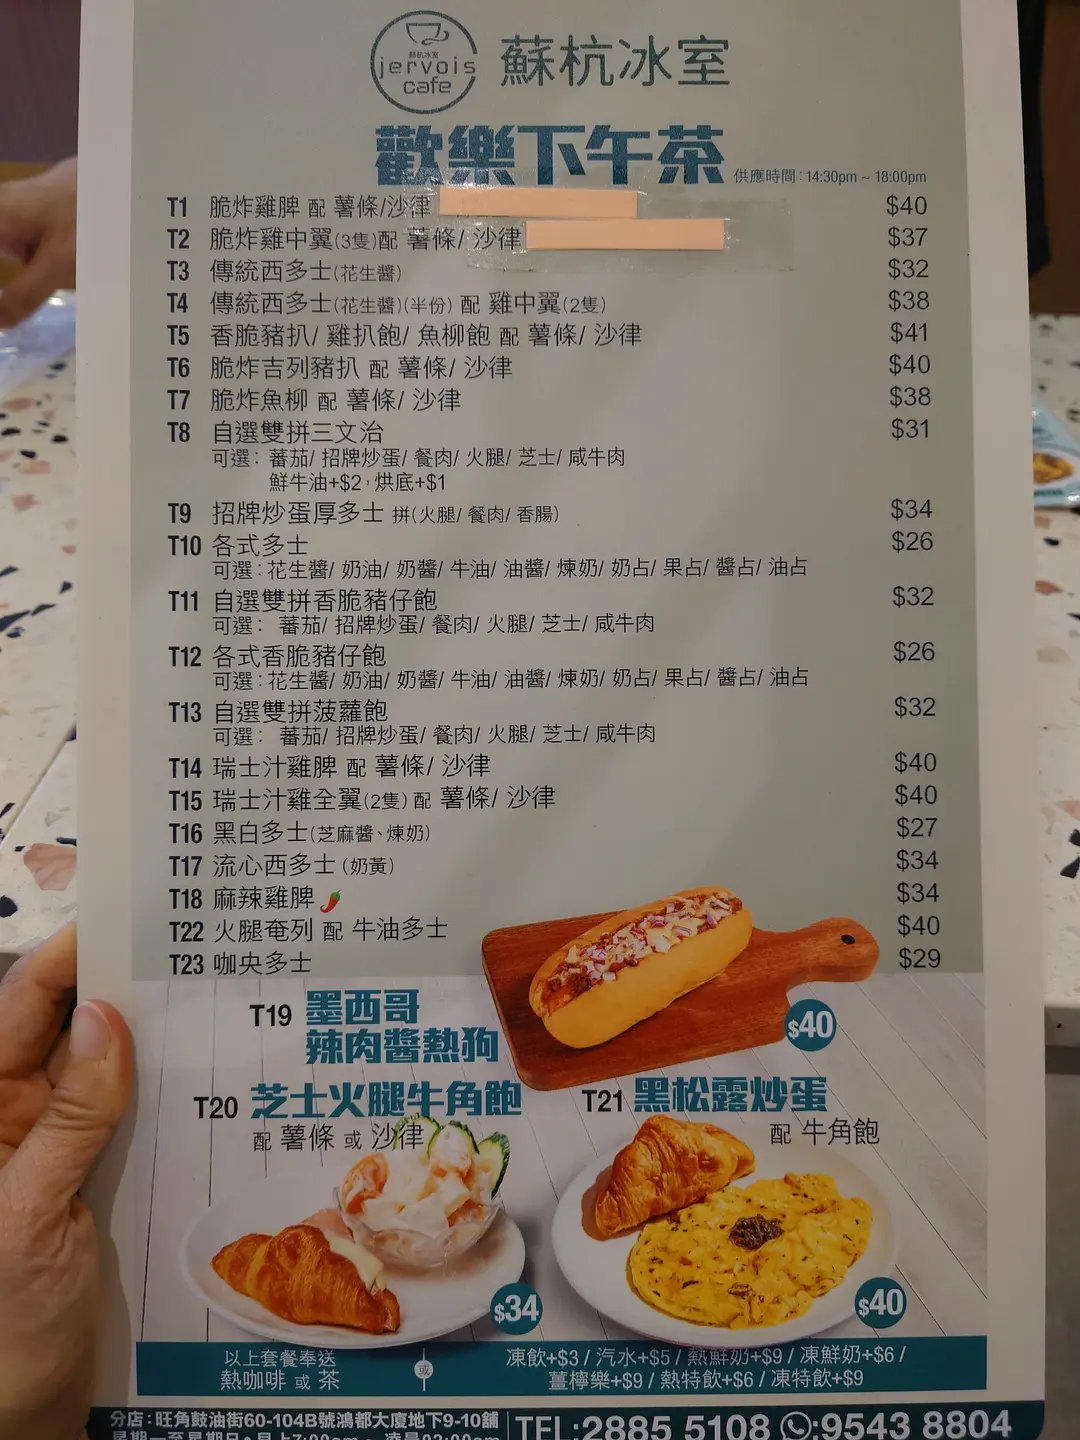 蘇杭冰室
jervois
cafe
蘇杭冰室
歡樂下午茶
供應時間:14:30pm ~ 18:00pm
T1 脆炸雞脾 配 薯條/沙律 $40
T2 脆炸雞中翼(3隻)配 薯條/ 沙律 $37
T3 傳統西多士(花生醬) $32
T4 傳統西多士(花生醬)(半份) 配 雞中翼(2隻) $38
T5 香脆豬扒/ 雞扒飽/ 魚柳飽 配 薯條/ 沙律 $41
T6 脆炸吉列豬扒 配 薯條/ 沙律 $40
T7 脆炸魚柳 配 薯條/ 沙律 $38
T8 自選雙拼三文治 $31
可選: 蕃茄/ 招牌炒蛋/ 餐肉/ 火腿/ 芝士/ 咸牛肉
鮮牛油+$2,烘底+$1
T9 招牌炒蛋厚多士 拼(火腿/ 餐肉/ 香腸) $34
T10 各式多士 $26
可選:花生醬/ 奶油/ 奶醬/ 牛油/ 油醬/ 煉奶/ 奶占/ 果占/ 醬占/ 油占
T11 自選雙拼香脆豬仔飽 $32
可選: 蕃茄/ 招牌炒蛋/ 餐肉/ 火腿/ 芝士/ 咸牛肉
T12 各式香脆豬仔飽 $26
可選:花生醬/ 奶油/ 奶醬/ 牛油/ 油醬/ 煉奶/ 奶占/ 果占/ 醬占/ 油占
T13 自選雙拼菠蘿飽 $32
可選: 蕃茄/ 招牌炒蛋/ 餐肉/ 火腿/ 芝士/ 咸牛肉
T14 瑞士汁雞脾 配 薯條/ 沙律 $40
T15 瑞士汁雞全翼(2隻) 配 薯條/ 沙律 $40
T16 黑白多士(芝麻醬、煉奶) $27
T17 流心西多士 (奶黃) $34
T18 麻辣雞脾 $34
T22 火腿奄列 配 牛油多士 $40
T23 咖央多士 $29
T19 墨西哥
辣肉醬熱狗
$40
T20 芝士火腿牛角飽
配 薯條 或 沙律
$34
T21 黑松露炒蛋
配 牛角飽
$40
以上套餐奉送
熱咖啡 或 茶
或
凍飲+$3 / 汽水+$5 / 熱鮮奶+$9 / 凍鮮奶+$6 /
薑檸樂+$9 / 熱特飲+$6 / 凍特飲+$9
分店:旺角豉油街60-104B號鴻都大廈地下9-10舖
星期一至星期日:早上7:00am ~ 凌晨02:00am
TEL:2885 5108 :9543 8804